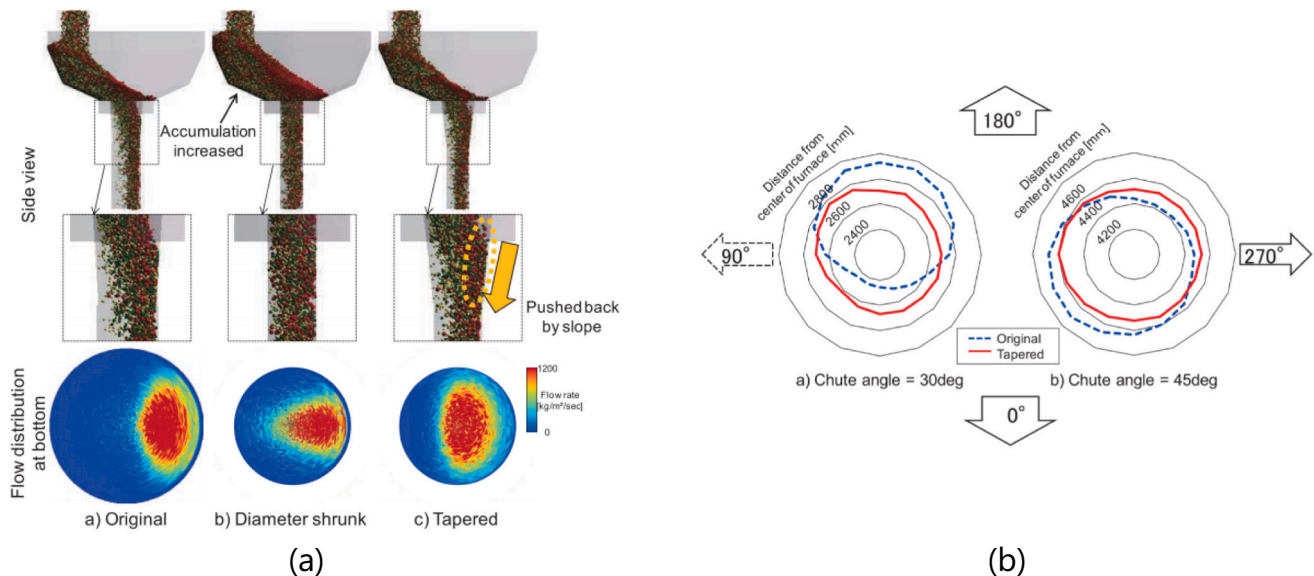 Side view
Accumulation
increased
Pushed back
by slope
Flow distribution
at bottom
1200
Flow rate
[kg/m²/sec]
0
a) Original
b) Diameter shrunk
c) Tapered
(a)
180°
90°
270°
0°
Distance from
center of furnace [mm]
2800
2600
2400
Distance from
center of furnace [mm]
4600
4400
4200
Original
Tapered
a) Chute angle = 30deg
b) Chute angle = 45deg
(b)